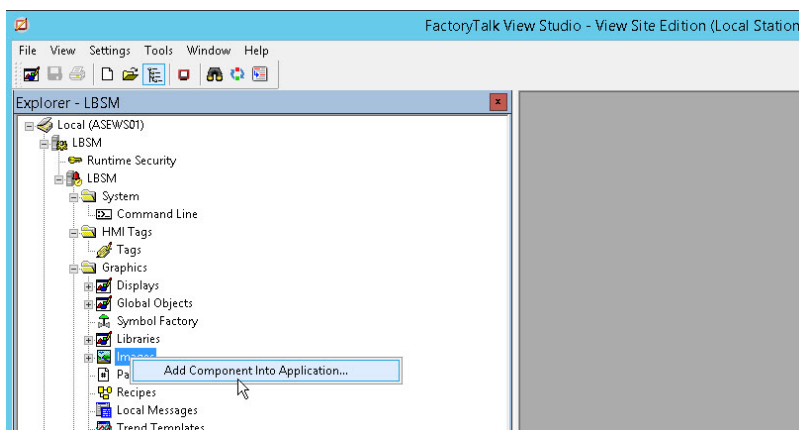 FactoryTalk View Studio - View Site Edition (Local Station
File View Settings Tools Window Help
Explorer - LBSM
x
Local (ASEWS01)
LBSM
Runtime Security
LBSM
System
Command Line
HMI Tags
Tags
Graphics
Displays
Global Objects
Symbol Factory
Libraries
Images
Add Component Into Application...
Pa
Recipes
Local Messages
Trend Templates